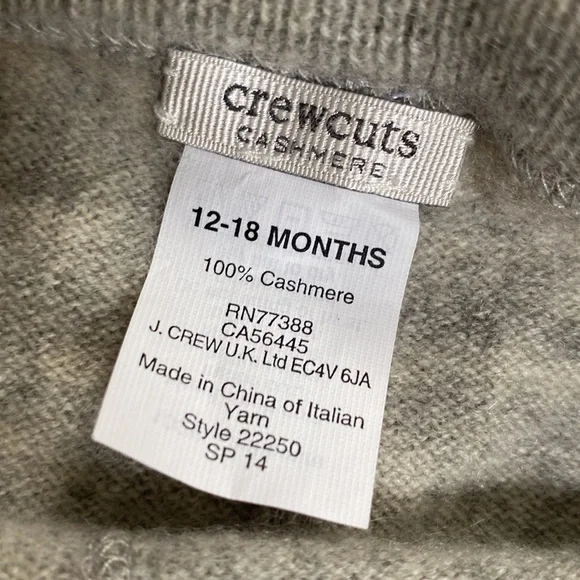 crewcuts
CASHMERE
12-18 MONTHS
100% Cashmere
RN77388
CA56445
J. CREW U.K. Ltd EC4V 6JA
Made in China of Italian
Yarn
Style 22250
SP 14